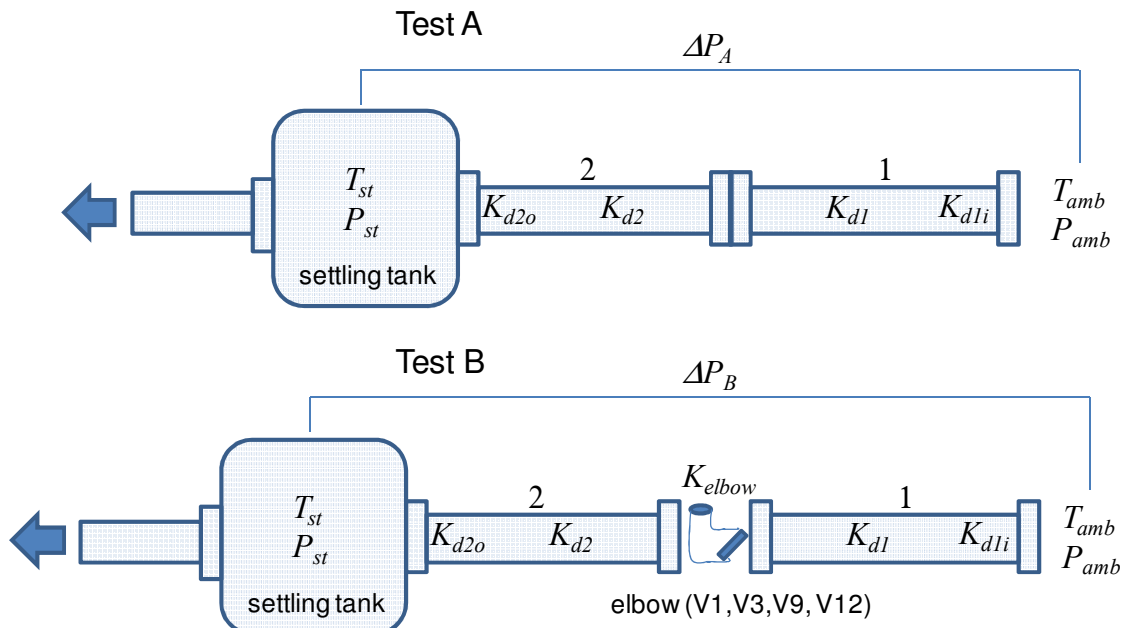 Test A
ΔP_A
2
1
T_st
P_st
K_d2o
K_d2
K_d1
K_d1i
T_amb
P_amb
settling tank
Test B
ΔP_B
K_elbow
2
1
T_st
P_st
K_d2o
K_d2
K_d1
K_d1i
T_amb
P_amb
settling tank
elbow (V1,V3,V9, V12)